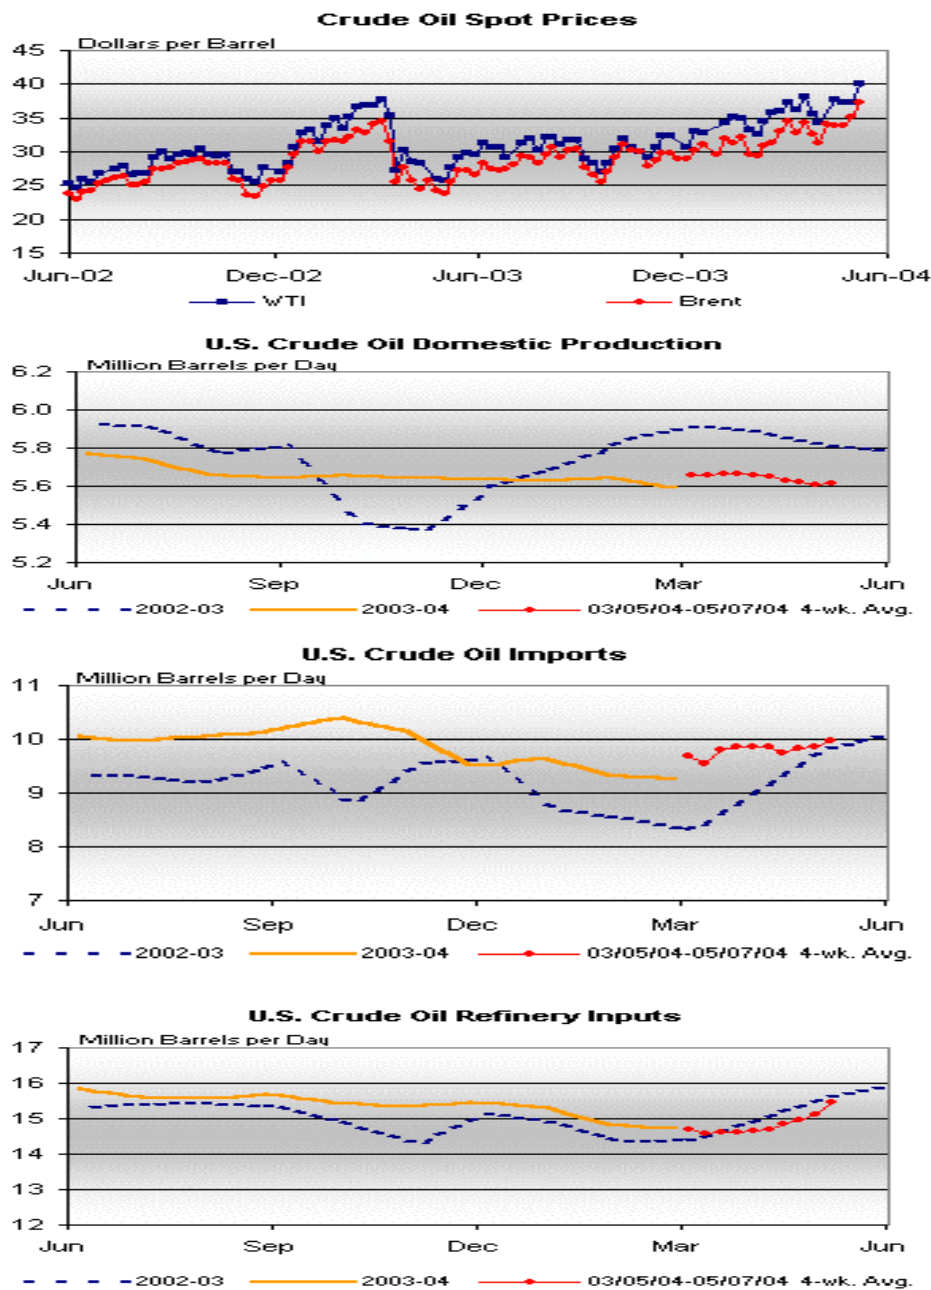 Crude Oil Spot Prices
Dollars per Barrel
45
40
35
30
25
20
15
Jun-02 Dec-02 Jun-03 Dec-03 Jun-04
WTI Brent
U.S. Crude Oil Domestic Production
Million Barrels per Day
6.2
6.0
5.8
5.6
5.4
5.2
Jun Sep Dec Mar Jun
2002-03 2003-04 03/05/04-05/07/04 4-wk. Avg.
U.S. Crude Oil Imports
Million Barrels per Day
11
10
9
8
7
Jun Sep Dec Mar Jun
2002-03 2003-04 03/05/04-05/07/04 4-wk. Avg.
U.S. Crude Oil Refinery Inputs
Million Barrels per Day
17
16
15
14
13
12
Jun Sep Dec Mar Jun
2002-03 2003-04 03/05/04-05/07/04 4-wk. Avg.